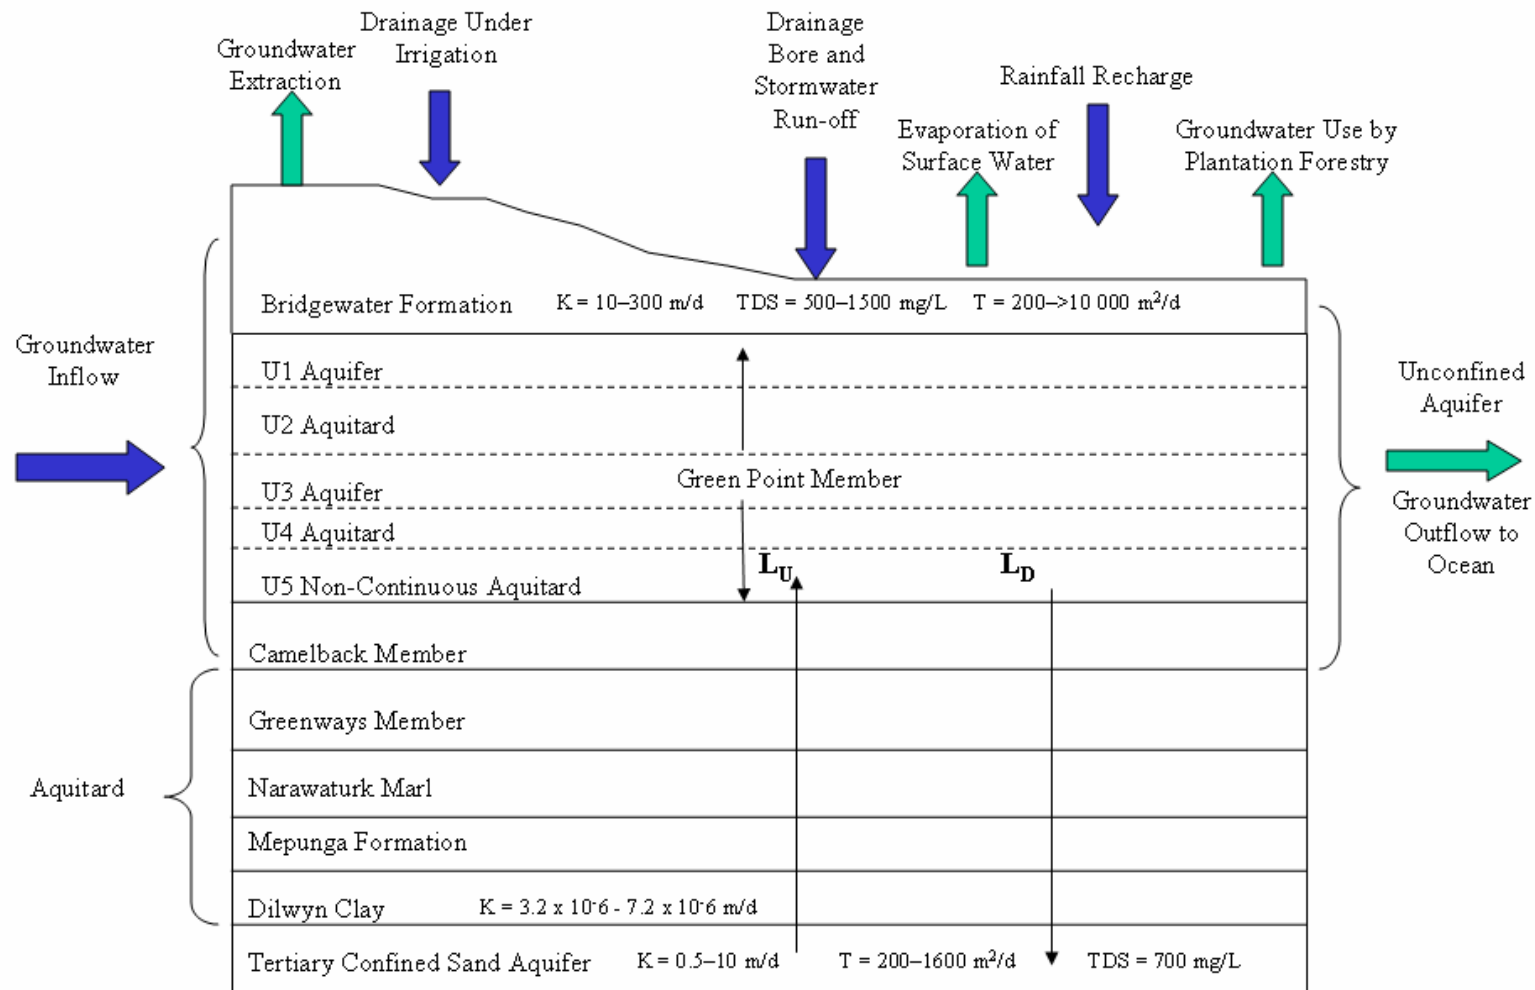 Groundwater
Extraction
Drainage Under
Irrigation
Drainage
Bore and
Stormwater
Run-off
Evaporation of
Surface Water
Rainfall Recharge
Groundwater Use by
Plantation Forestry
Bridgewater Formation K = 10–300 m/d TDS = 500–1500 mg/L T = 200–>10 000 m²/d
Groundwater
Inflow
U1 Aquifer
U2 Aquitard
Green Point Member
U3 Aquifer
U4 Aquitard
U5 Non-Continuous Aquitard
L_U
L_D
Unconfined
Aquifer
Groundwater
Outflow to
Ocean
Camelback Member
Aquitard
Greenways Member
Narawaturk Marl
Mepunga Formation
Dilwyn Clay K = 3.2 x 10⁻6 - 7.2 x 10⁻6 m/d
Tertiary Confined Sand Aquifer K = 0.5–10 m/d T = 200–1600 m²/d TDS = 700 mg/L